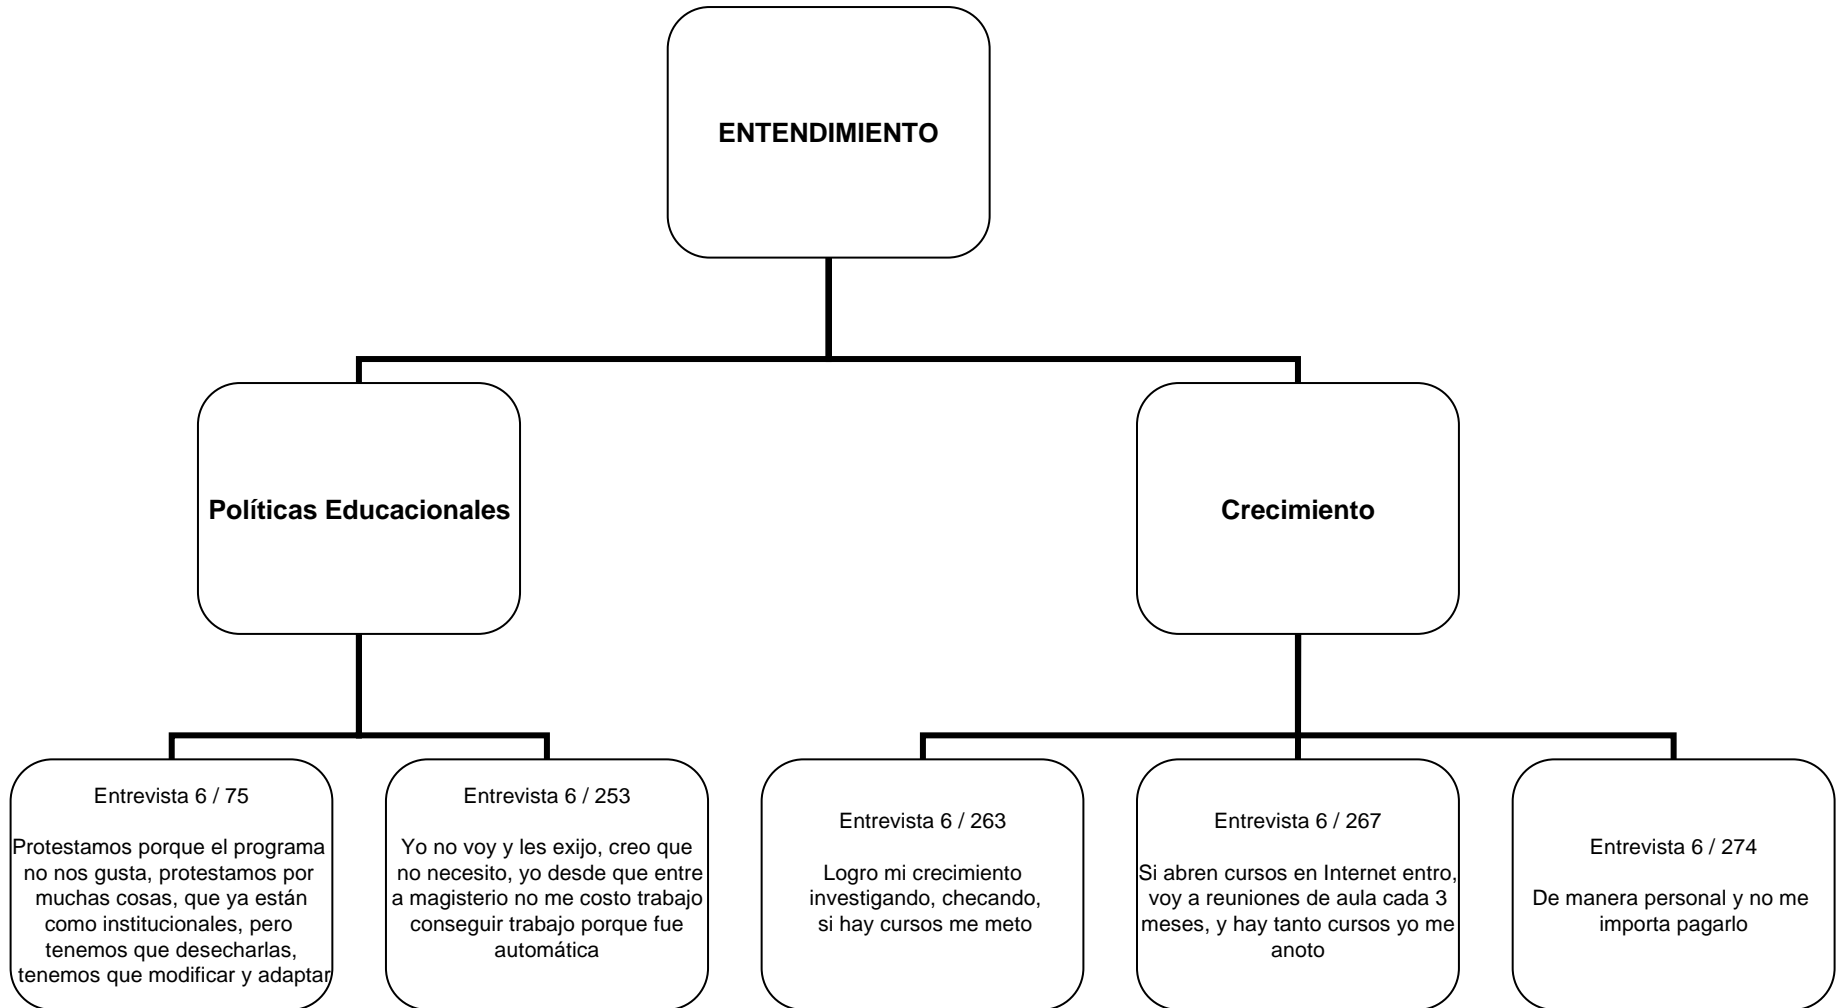 ENTENDIMIENTO
Políticas Educacionales
Crecimiento
Entrevista 6 / 75
Protestamos porque el programa
no nos gusta, protestamos por
muchas cosas, que ya están
como institucionales, pero
tenemos que desecharlas,
tenemos que modificar y adaptar
Entrevista 6 / 253
Yo no voy y les exijo, creo que
no necesito, yo desde que entre
a magisterio no me costo trabajo
conseguir trabajo porque fue
automática
Entrevista 6 / 263
Logro mi crecimiento
investigando, checando,
si hay cursos me meto
Entrevista 6 / 267
Si abren cursos en Internet entro,
voy a reuniones de aula cada 3
meses, y hay tanto cursos yo me
anoto
Entrevista 6 / 274
De manera personal y no me
importa pagarlo